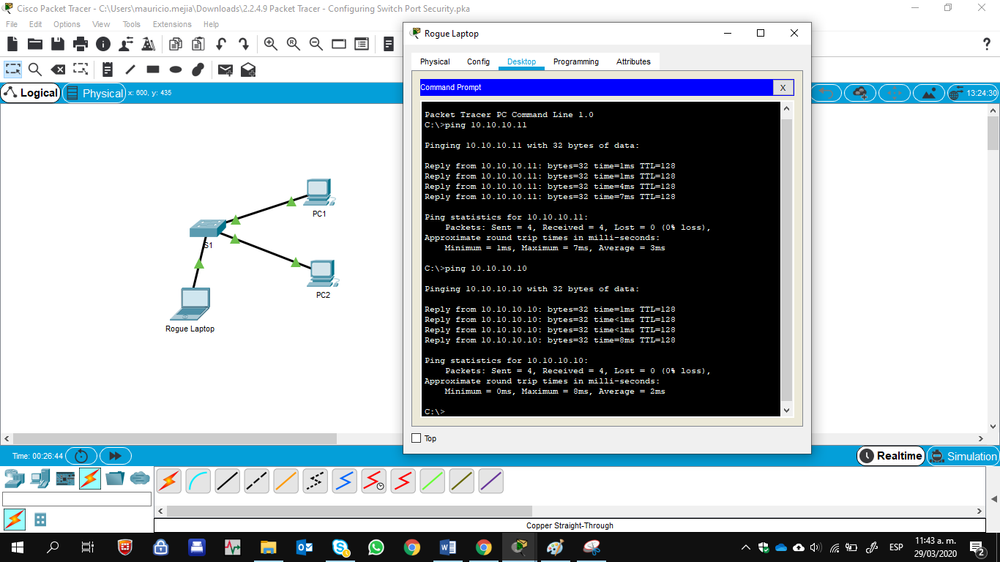 Cisco Packet Tracer - C:\Users\mauricio.mejia\Downloads\2.2.4.9 Packet Tracer - Configuring Switch Port Security.pka
File Edit Options View Tools Extensions Help
Logical
Physical
x: 600, y: 435
13:24:30
PC1
S1
PC2
Rogue Laptop
Rogue Laptop
Physical Config Desktop Programming Attributes
Command Prompt
X
Packet Tracer PC Command Line 1.0
C:\>ping 10.10.10.11
Pinging 10.10.10.11 with 32 bytes of data:
Reply from 10.10.10.11: bytes=32 time=1ms TTL=128
Reply from 10.10.10.11: bytes=32 time=1ms TTL=128
Reply from 10.10.10.11: bytes=32 time=4ms TTL=128
Reply from 10.10.10.11: bytes=32 time=7ms TTL=128
Ping statistics for 10.10.10.11:
Packets: Sent = 4, Received = 4, Lost = 0 (0% loss),
Approximate round trip times in milli-seconds:
Minimum = 1ms, Maximum = 7ms, Average = 3ms
C:\>ping 10.10.10.10
Pinging 10.10.10.10 with 32 bytes of data:
Reply from 10.10.10.10: bytes=32 time=1ms TTL=128
Reply from 10.10.10.10: bytes=32 time<1ms TTL=128
Reply from 10.10.10.10: bytes=32 time<1ms TTL=128
Reply from 10.10.10.10: bytes=32 time=8ms TTL=128
Ping statistics for 10.10.10.10:
Packets: Sent = 4, Received = 4, Lost = 0 (0% loss),
Approximate round trip times in milli-seconds:
Minimum = 0ms, Maximum = 8ms, Average = 2ms
C:\>
Top
Time: 00:26:44
Realtime
Simulation
Copper Straight-Through
ESP
11:43 a. m.
29/03/2020
2